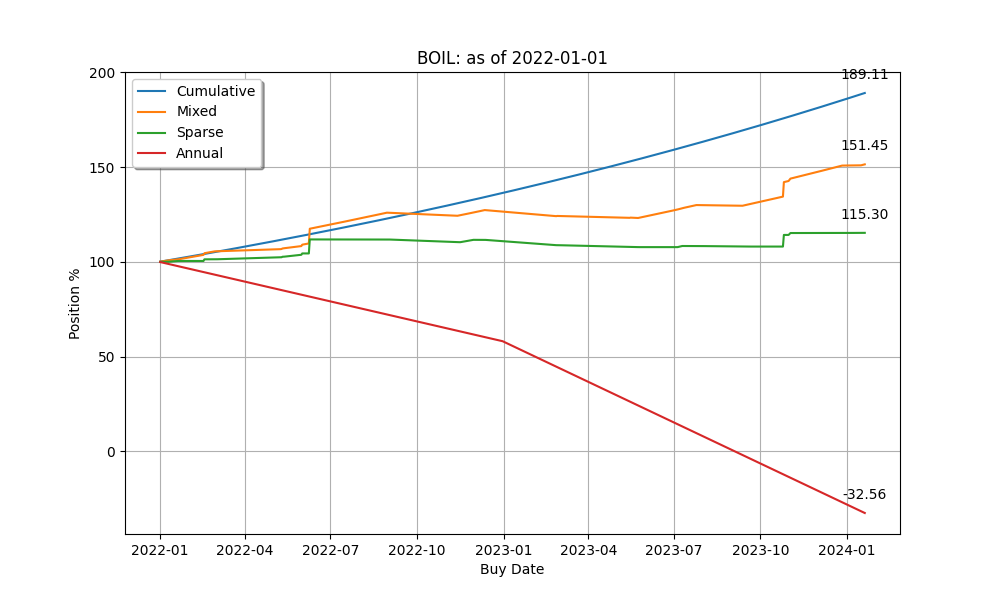 BOIL: as of 2022-01-01
200
150
100
50
0
Position %
Cumulative
Mixed
Sparse
Annual
189.11
151.45
115.30
-32.56
2022-01 2022-04 2022-07 2022-10 2023-01 2023-04 2023-07 2023-10 2024-01
Buy Date